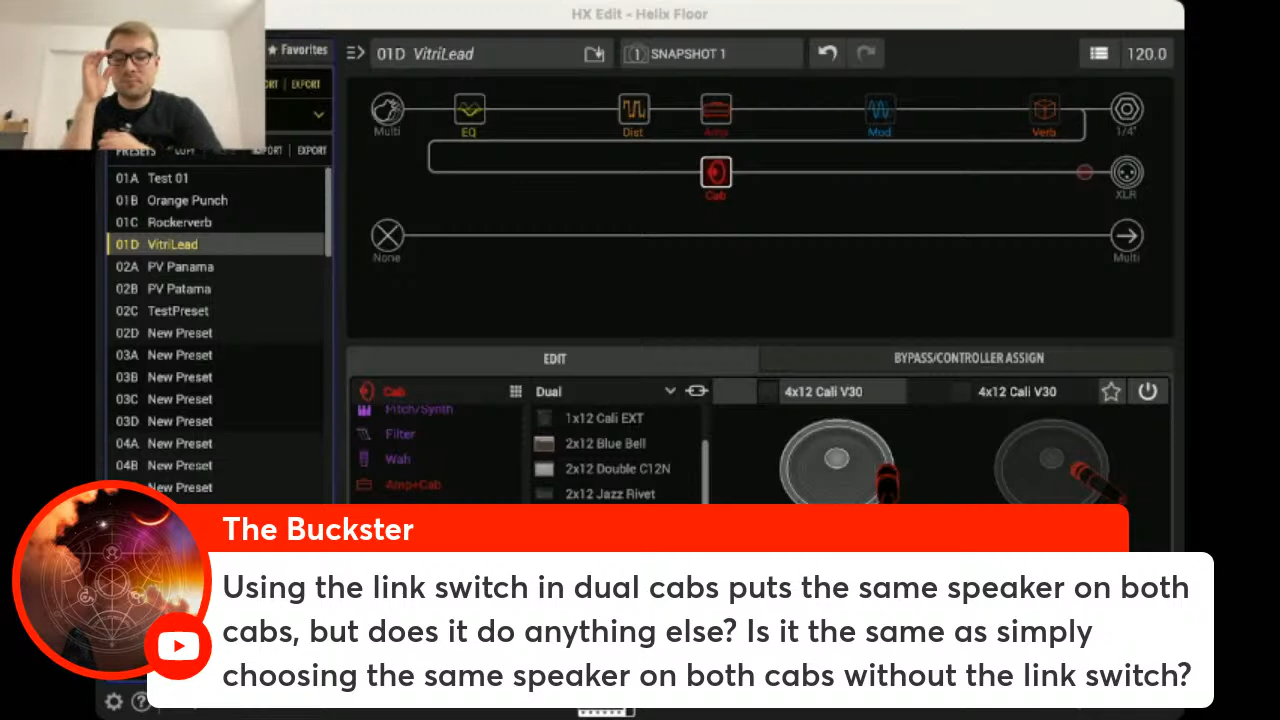 HX Edit - Helix Floor
★ Favorites
01D VitriLead
1 SNAPSHOT 1
120.0
EXPORT
Multi
EQ
Dist
Amp
Mod
Verb
1/4"
PRESETS
EXPORT
01A Test 01
01B Orange Punch
01C Rockerverb
01D VitriLead
02A PV Panama
02B PV Patama
02C TestPreset
02D New Preset
03A New Preset
03B New Preset
03C New Preset
03D New Preset
04A New Preset
04B New Preset
New Preset
Cab
XLR
None
Multi
EDIT
BYPASS/CONTROLLER ASSIGN
Cab
Dual
4x12 Cali V30
4x12 Cali V30
Pitch/Synth
Filter
Wah
Amp+Cab
1x12 Cali EXT
2x12 Blue Bell
2x12 Double C12N
2x12 Jazz Rivet
The Buckster
Using the link switch in dual cabs puts the same speaker on both
cabs, but does it do anything else? Is it the same as simply
choosing the same speaker on both cabs without the link switch?